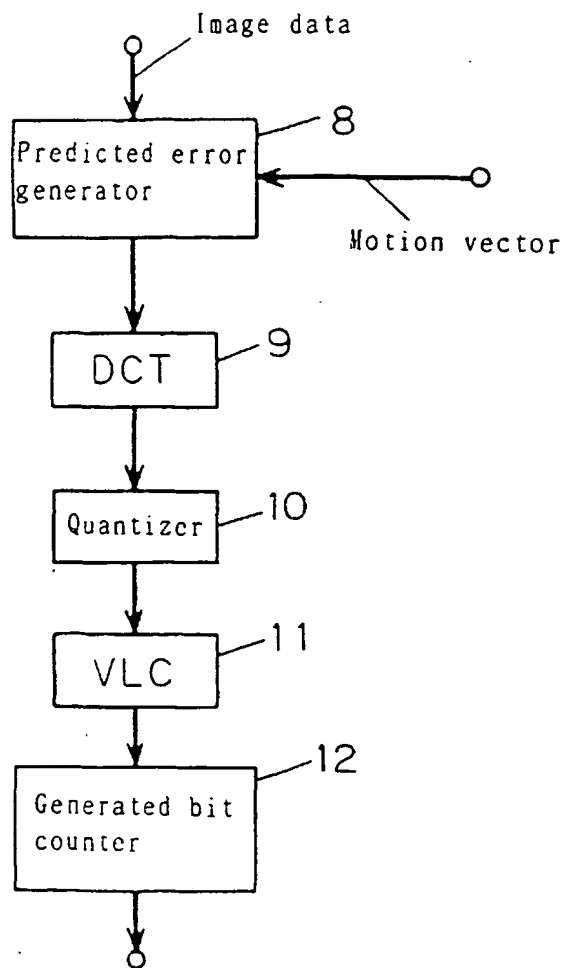 Image data
8
Predicted error
generator
Motion vector
9
DCT
10
Quantizer
11
VLC
12
Generated bit
counter